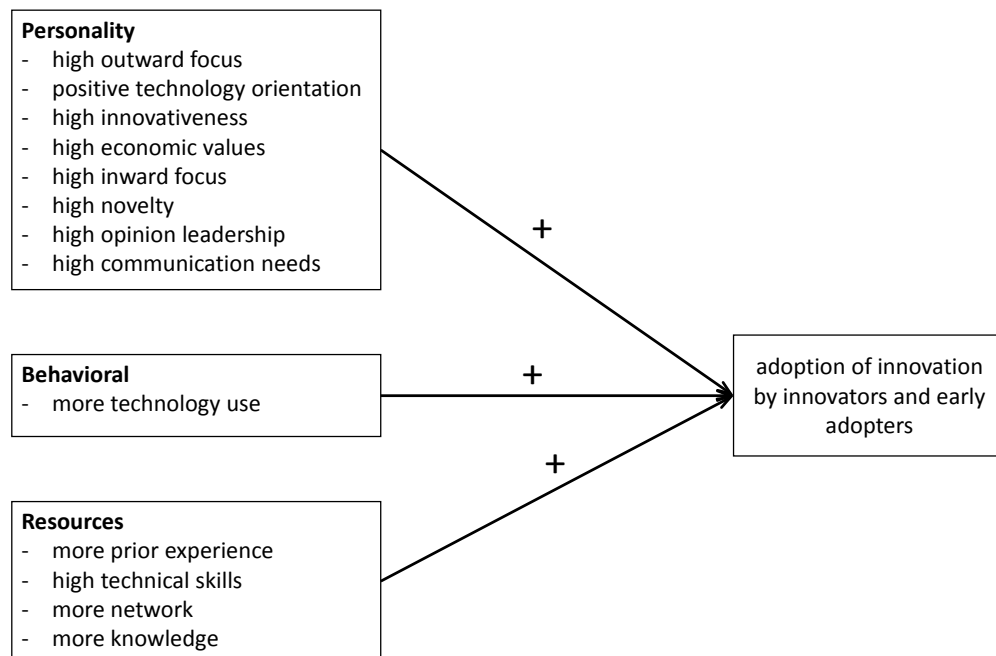 Personality
- high outward focus
- positive technology orientation
- high innovativeness
- high economic values
- high inward focus
- high novelty
- high opinion leadership
- high communication needs
+
Behavioral
- more technology use
+
adoption of innovation
by innovators and early
adopters
+
Resources
- more prior experience
- high technical skills
- more network
- more knowledge